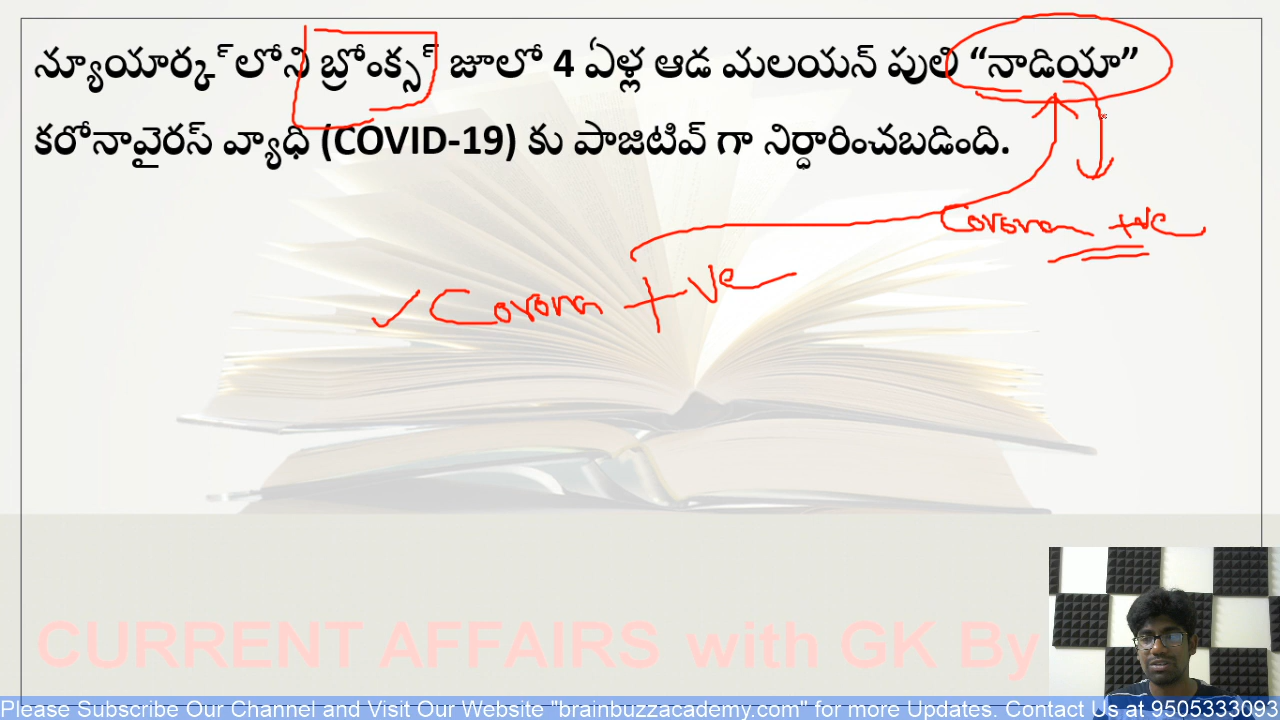 న్యూయార్క్‌లోని బ్రోంక్స్ జూలో 4 ఏళ్ల ఆడ మలయన్ పులి “నాడియా”
కరోనావైరస్ వ్యాధి (COVID-19) కు పాజిటివ్ గా నిర్ధారించబడింది.
Corona +ve
✓ Corona +ve
CURRENT AFFAIRS with GK By
Please Subscribe Our Channel and Visit Our Website "brainbuzzacademy.com" for more Updates. Contact Us at 9505333093